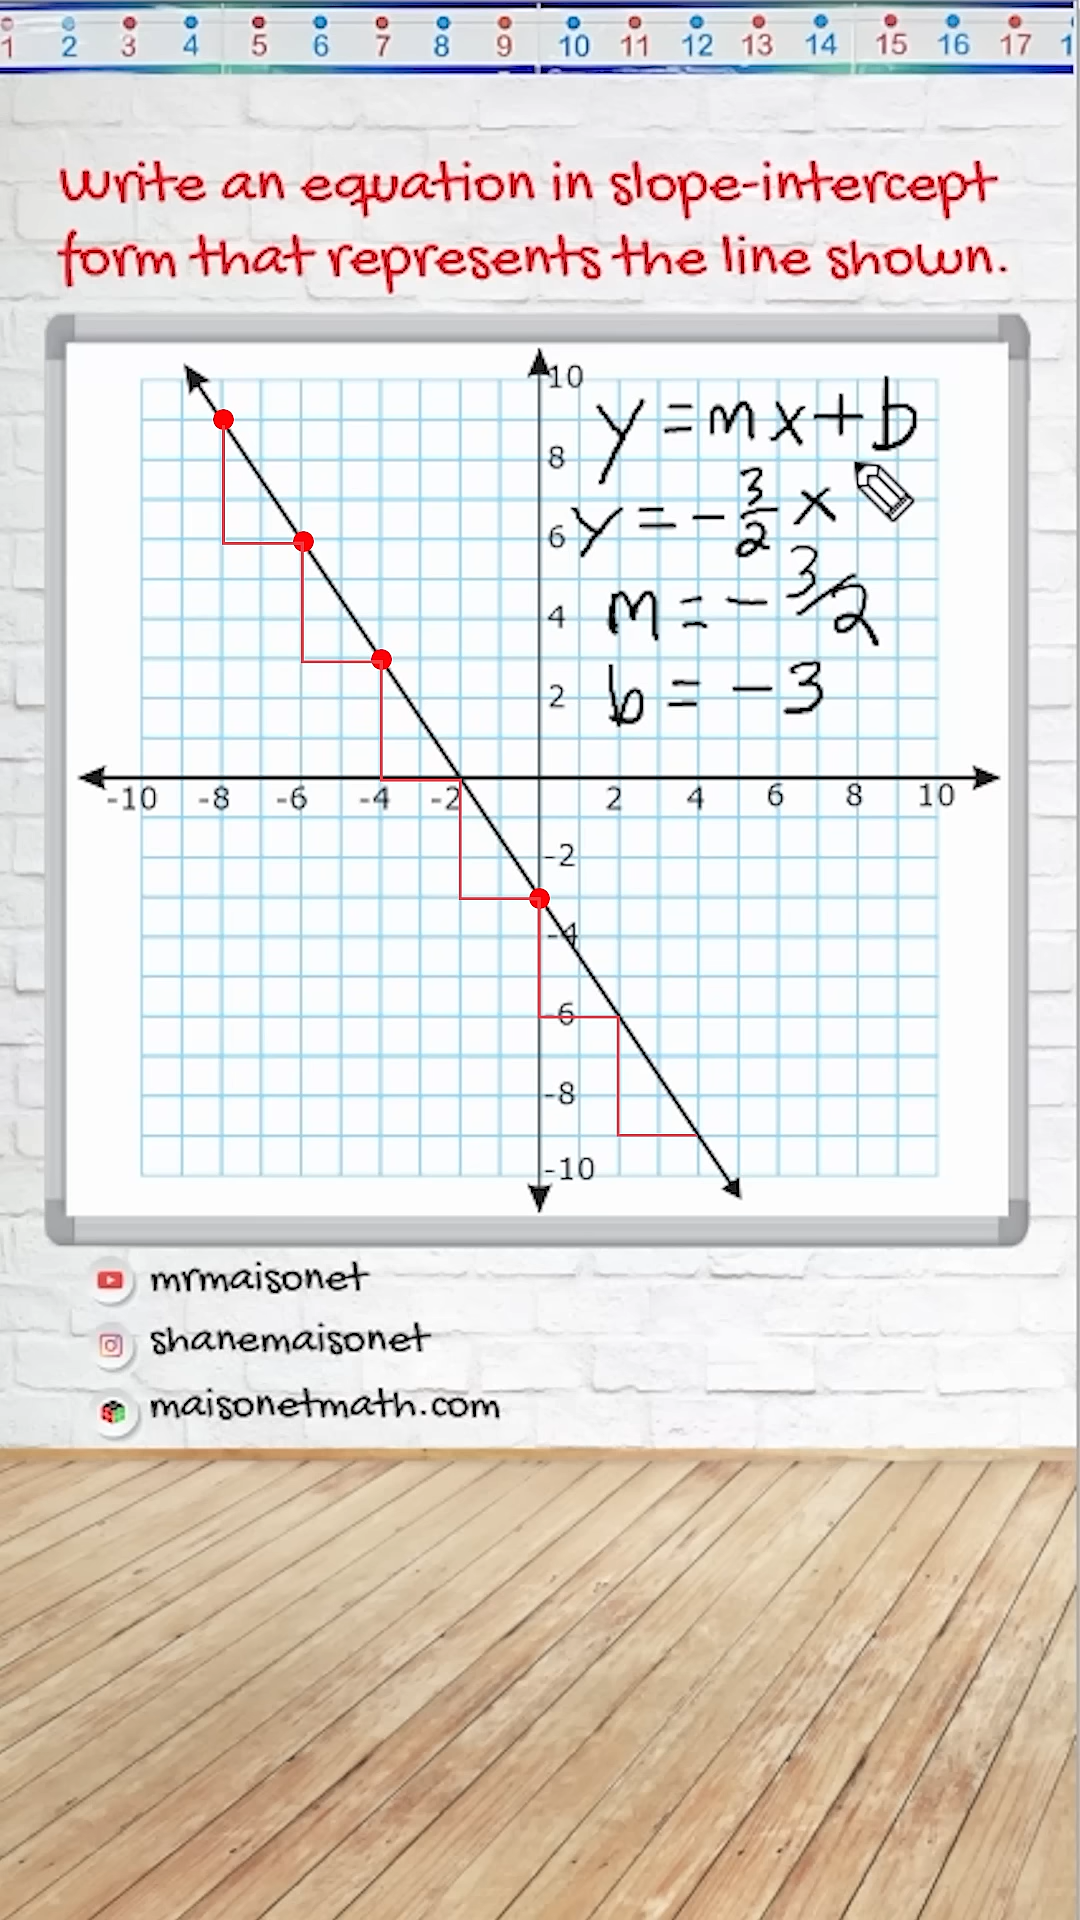 1 2 3 4 5 6 7 8 9 10 11 12 13 14 15 16 17 1
Write an equation in slope-intercept
form that represents the line shown.
10
8
6
4
2
-10 -8 -6 -4 -2 2 4 6 8 10
-2
-4
-6
-8
-10
y = mx + b
y = - 3/2 x
m = - 3/2
b = - 3
mrmaisonet
shanemaisonet
maisonetmath.com